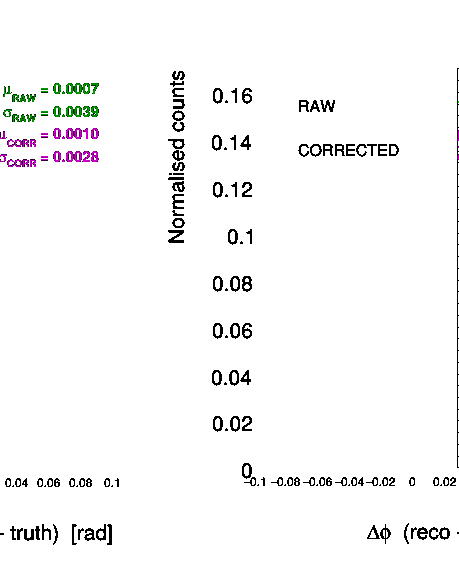 μRAW = 0.0007
σRAW = 0.0039
μCORR = 0.0010
σCORR = 0.0028
0.04 0.06 0.08 0.1
- truth) [rad]
Normalised counts
0.16
0.14
0.12
0.1
0.08
0.06
0.04
0.02
0
RAW
CORRECTED
-0.1 -0.08 -0.06 -0.04 -0.02 0 0.02
Δϕ (reco -